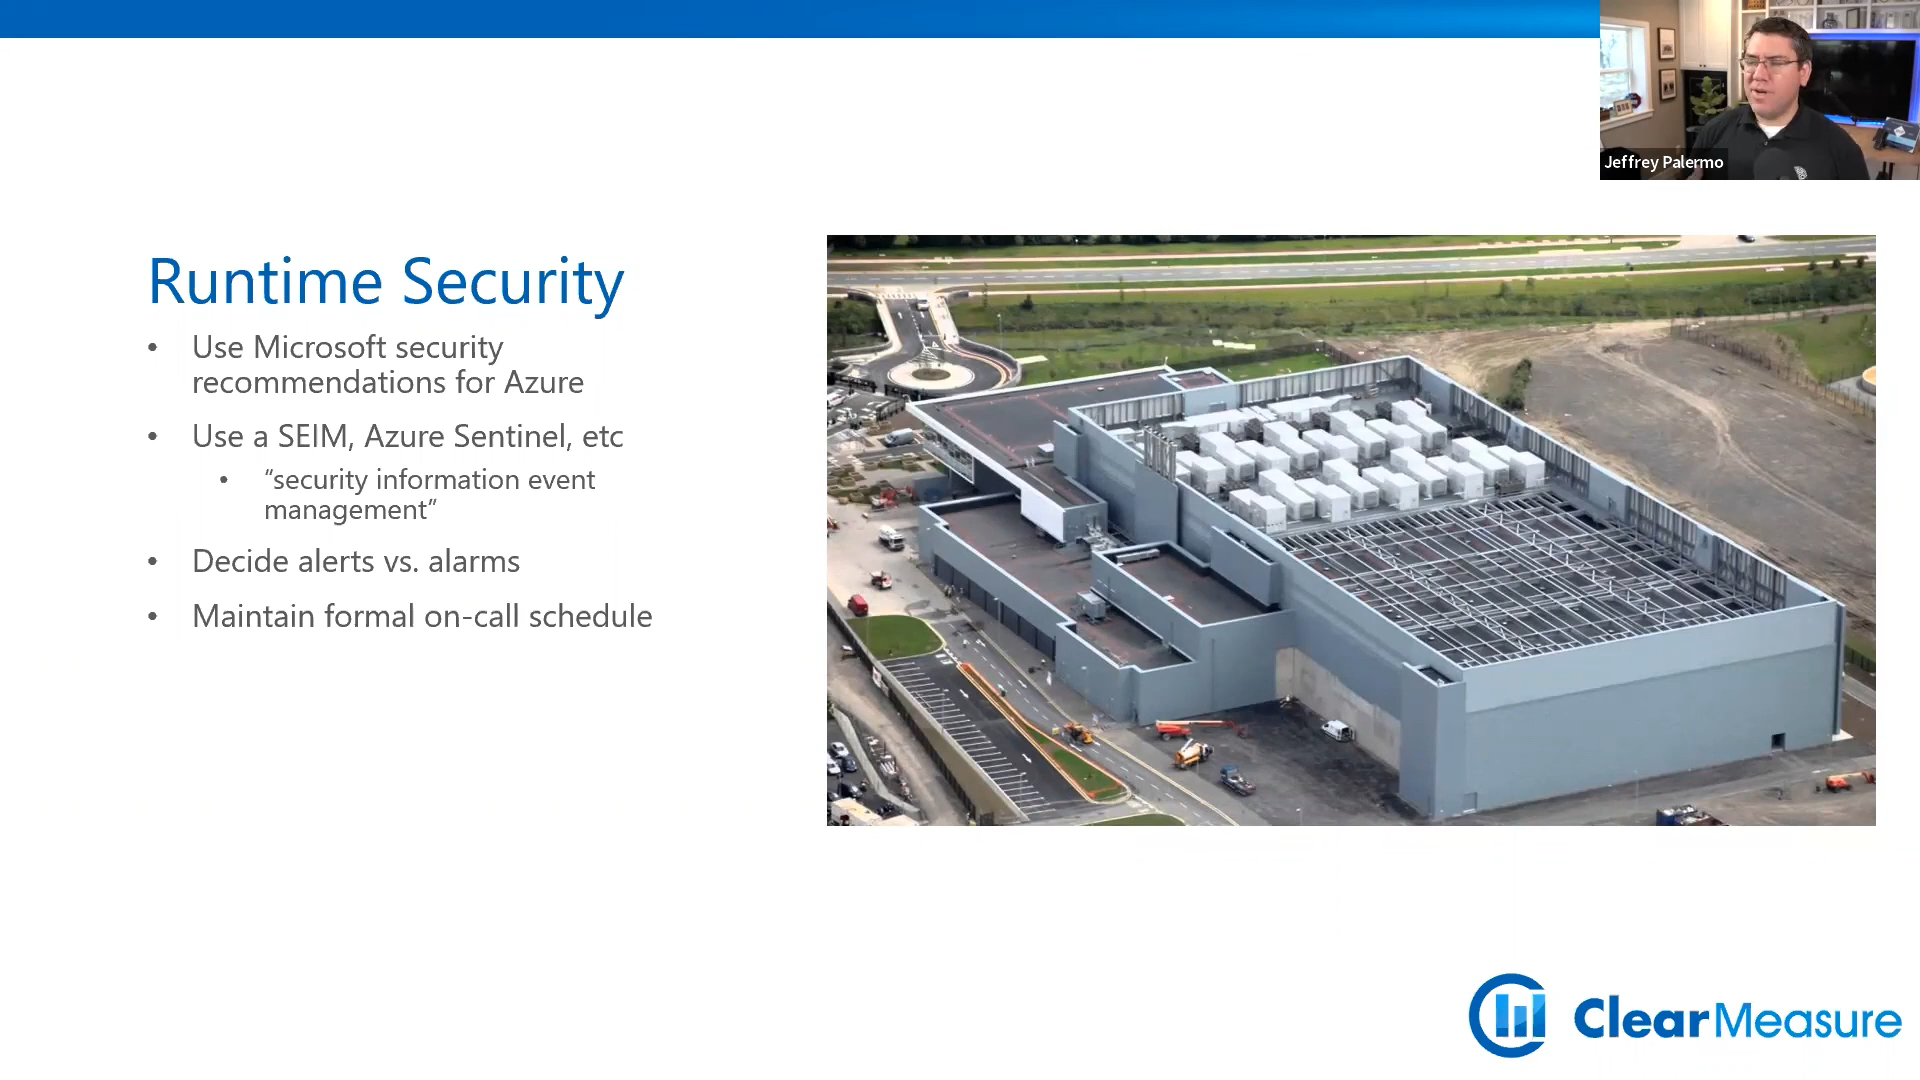 Jeffrey Palermo
Runtime Security
• Use Microsoft security
recommendations for Azure
• Use a SEIM, Azure Sentinel, etc
• “security information event
management”
• Decide alerts vs. alarms
• Maintain formal on-call schedule
ClearMeasure